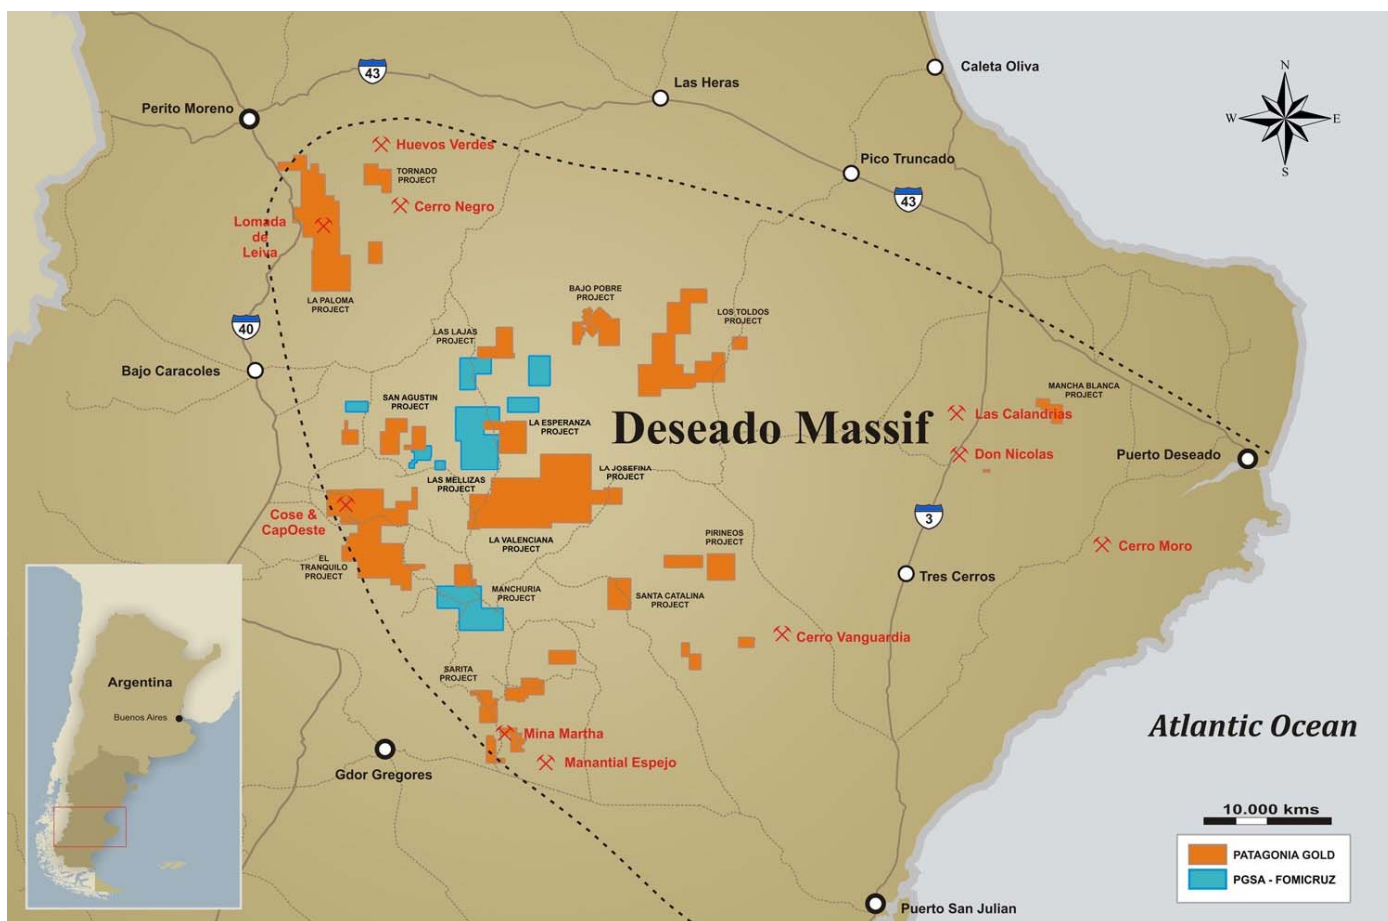 43
Caleta Oliva
N
W
E
S
Las Heras
Perito Moreno
Huevos Verdes
TORNADO
PROJECT
Pico Truncado
43
Cerro Negro
Lomada
de
Leiva
LA PALOMA
PROJECT
BAJO POBRE
PROJECT
LOS TOLDOS
PROJECT
40
LAS LAJAS
PROJECT
Bajo Caracoles
SAN AGUSTIN
PROJECT
MANCHA BLANCA
PROJECT
Las Calandrias
LA ESPERANZA
PROJECT
Deseado Massif
Don Nicolas
Puerto Deseado
LAS MELLIZAS
PROJECT
LA JOSEFINA
PROJECT
Cose &
CapOeste
3
LA VALENCIANA
PROJECT
PIRINEOS
PROJECT
Cerro Moro
EL
TRANQUILO
PROJECT
Tres Cerros
MANCHURIA
PROJECT
SANTA CATALINA
PROJECT
Cerro Vanguardia
SARITA
PROJECT
Argentina
Buenos Aires
Mina Martha
Atlantic Ocean
Manantial Espejo
Gdor Gregores
10.000 kms
PATAGONIA GOLD
PGSA - FOMICRUZ
Puerto San Julian